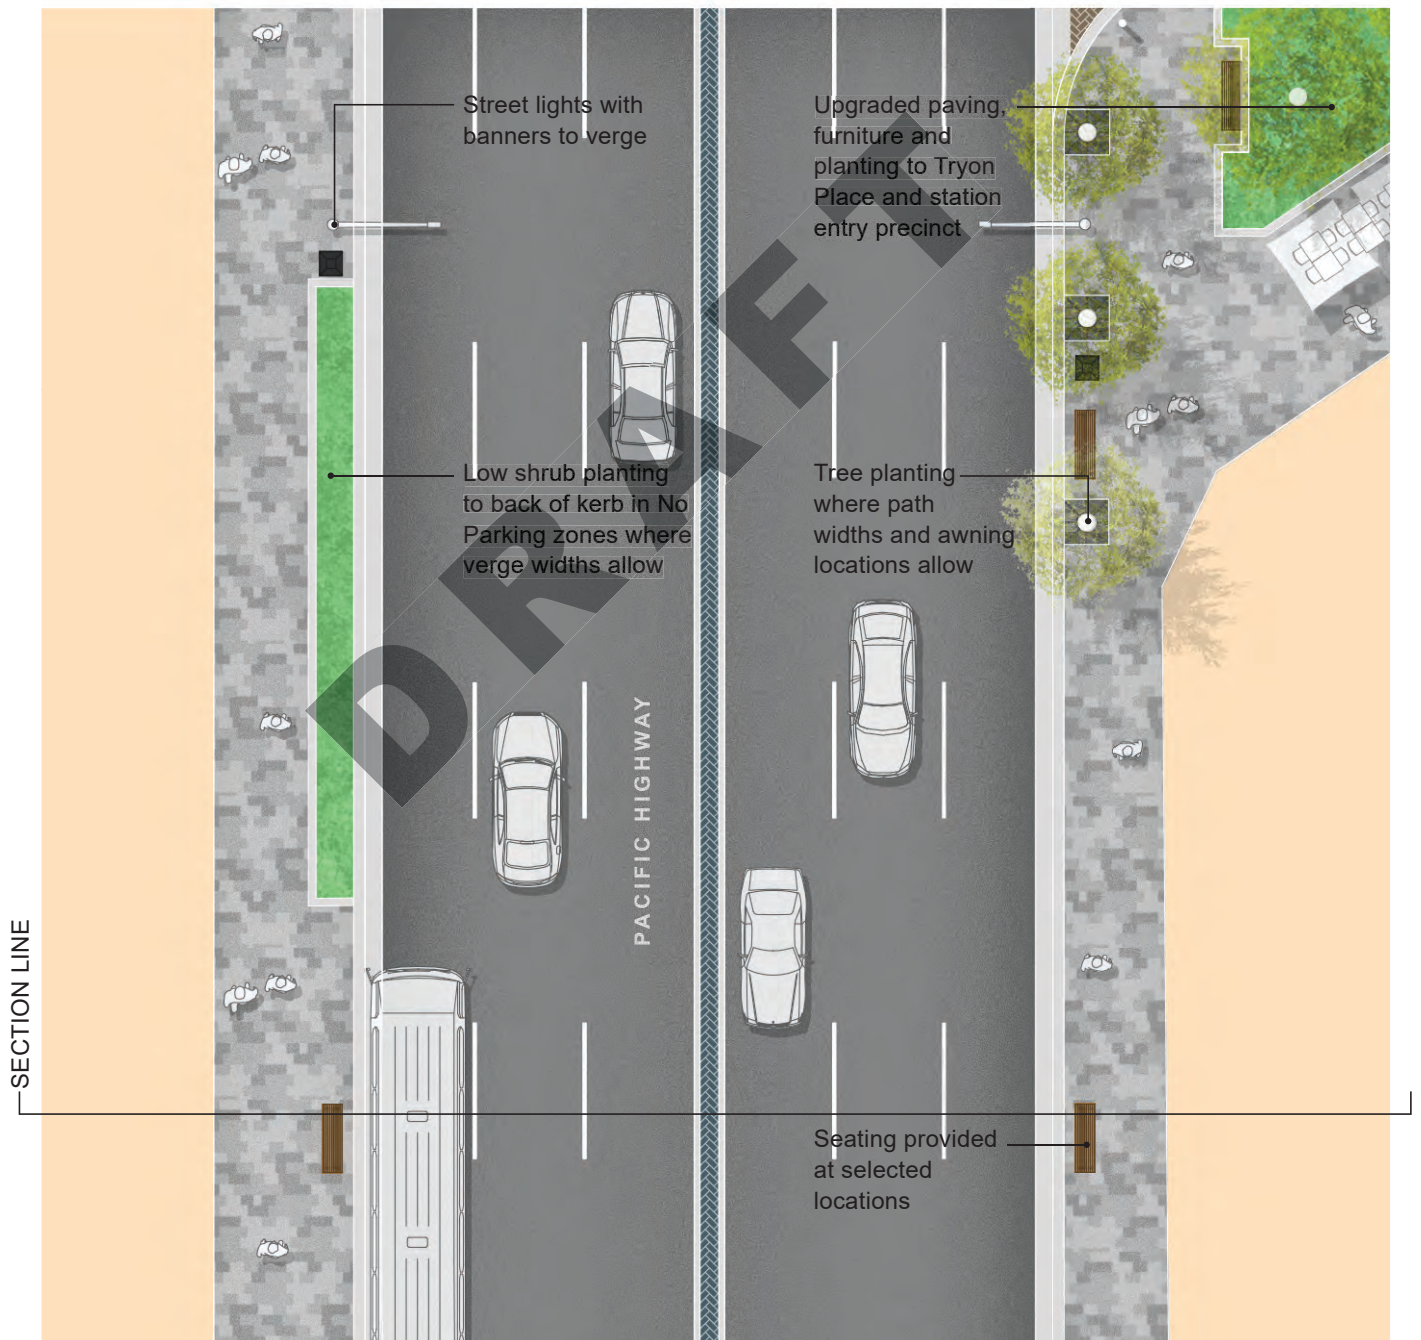 Street lights with
banners to verge
Upgraded paving,
furniture and
planting to Tryon
Place and station
entry precinct
Low shrub planting
to back of kerb in No
Parking zones where
verge widths allow
Tree planting
where path
widths and awning
locations allow
DRAFT
PACIFIC HIGHWAY
SECTION LINE
Seating provided
at selected
locations